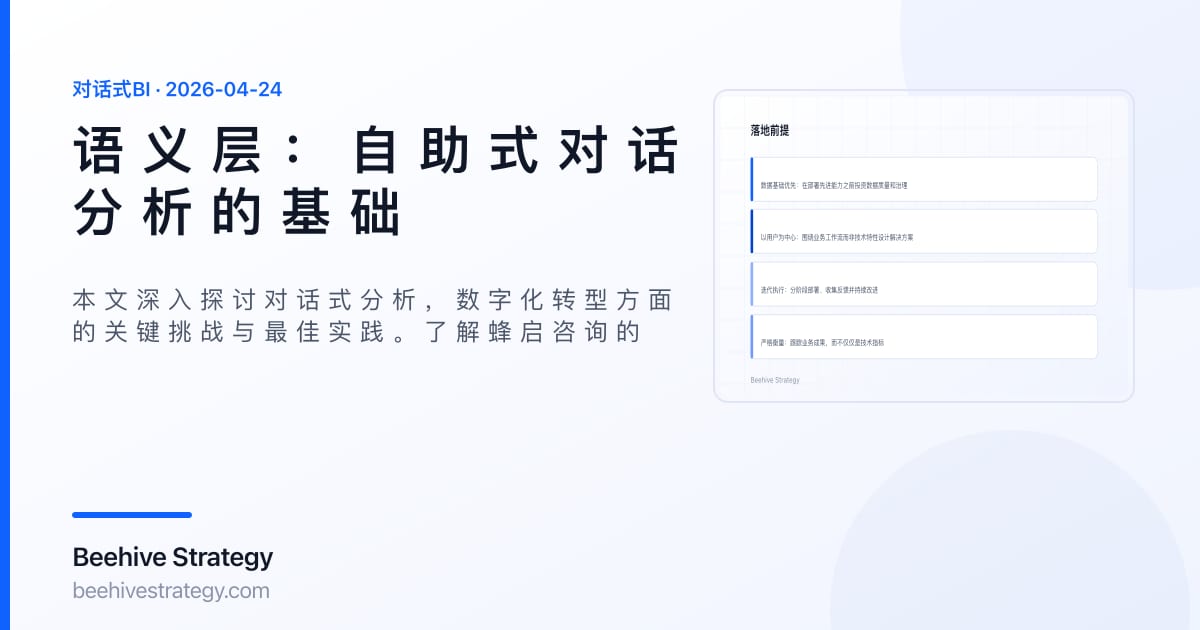 对话式BI · 2026-04-24
语义层：自助式对话
分析的基础
本文深入探讨对话式分析，数字化转型方面
的关键挑战与最佳实践。了解蜂启咨询的
落地前提
数据基础优先：在部署先进能力之前投资数据质量和治理
以用户为中心：围绕业务工作流而非技术特性设计解决方案
迭代执行：分阶段部署、收集反馈并持续改进
严格衡量：跟踪业务成果，而不仅仅是技术指标
Beehive Strategy
Beehive Strategy
beehivestrategy.com